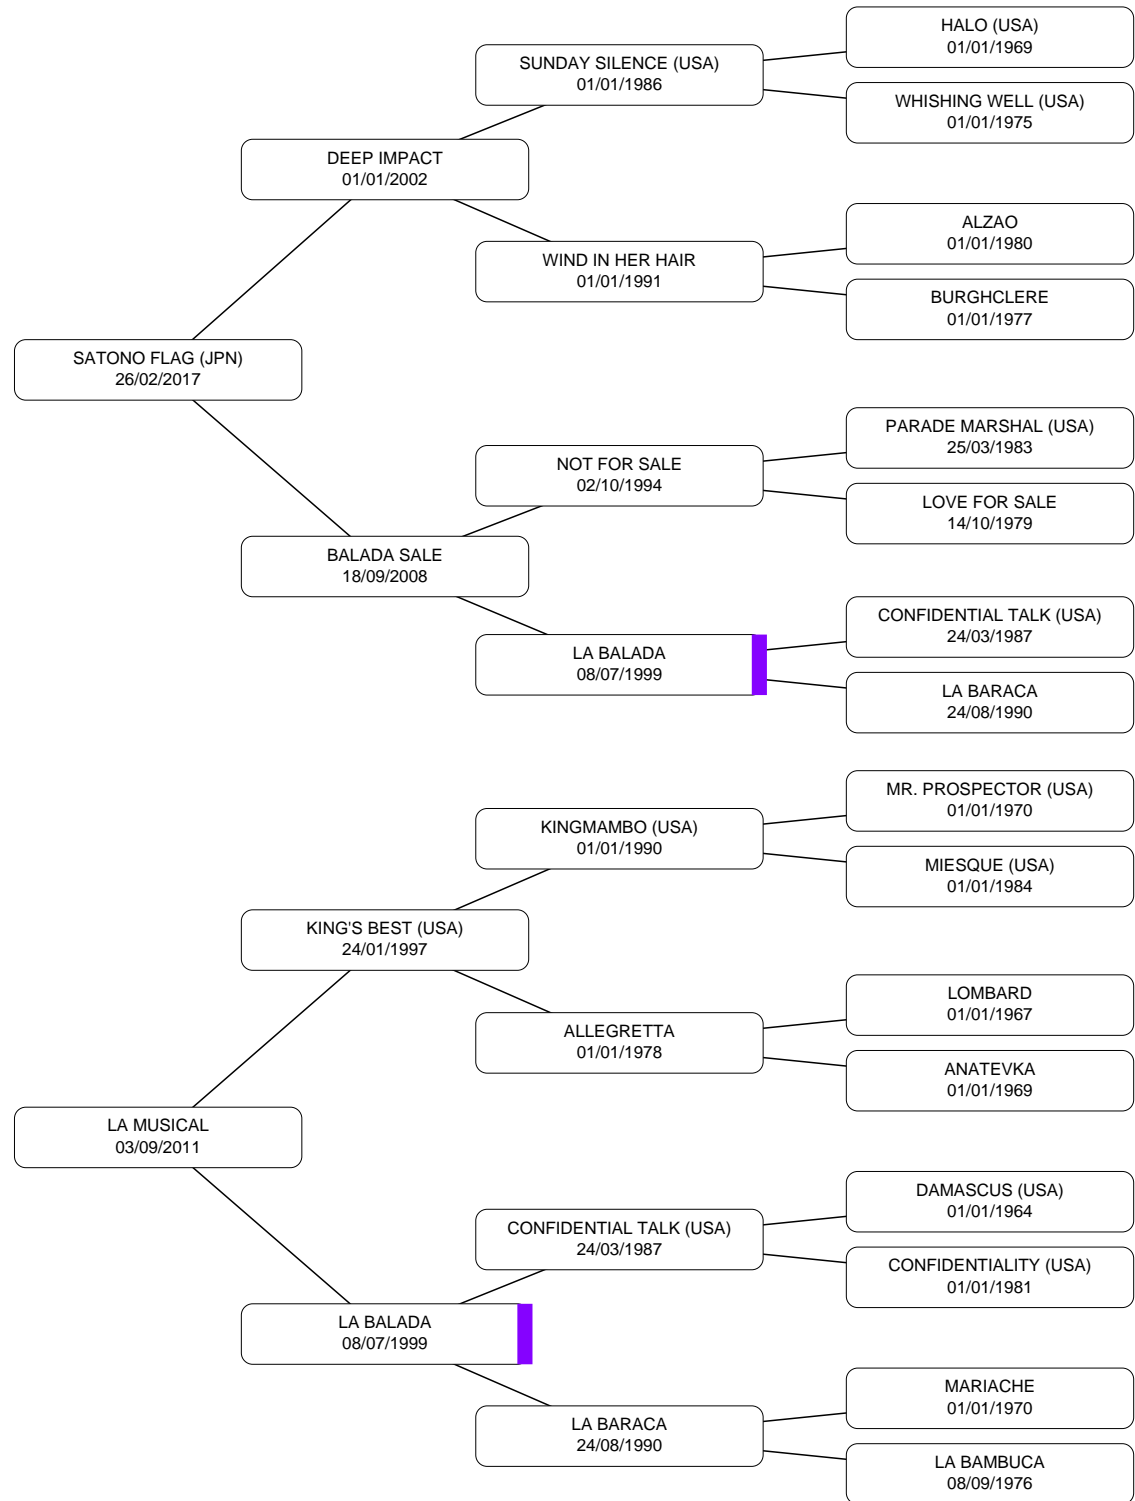 HALO (USA)
01/01/1969
SUNDAY SILENCE (USA)
01/01/1986
WHISHING WELL (USA)
01/01/1975
DEEP IMPACT
01/01/2002
ALZAO
01/01/1980
WIND IN HER HAIR
01/01/1991
BURGHCLERE
01/01/1977
SATONO FLAG (JPN)
26/02/2017
PARADE MARSHAL (USA)
25/03/1983
NOT FOR SALE
02/10/1994
LOVE FOR SALE
14/10/1979
BALADA SALE
18/09/2008
CONFIDENTIAL TALK (USA)
24/03/1987
LA BALADA
08/07/1999
LA BARACA
24/08/1990
MR. PROSPECTOR (USA)
01/01/1970
KINGMAMBO (USA)
01/01/1990
MIESQUE (USA)
01/01/1984
KING'S BEST (USA)
24/01/1997
LOMBARD
01/01/1967
ALLEGRETTA
01/01/1978
ANATEVKA
01/01/1969
LA MUSICAL
03/09/2011
DAMASCUS (USA)
01/01/1964
CONFIDENTIAL TALK (USA)
24/03/1987
CONFIDENTIALITY (USA)
01/01/1981
LA BALADA
08/07/1999
MARIACHE
01/01/1970
LA BARACA
24/08/1990
LA BAMBUCA
08/09/1976